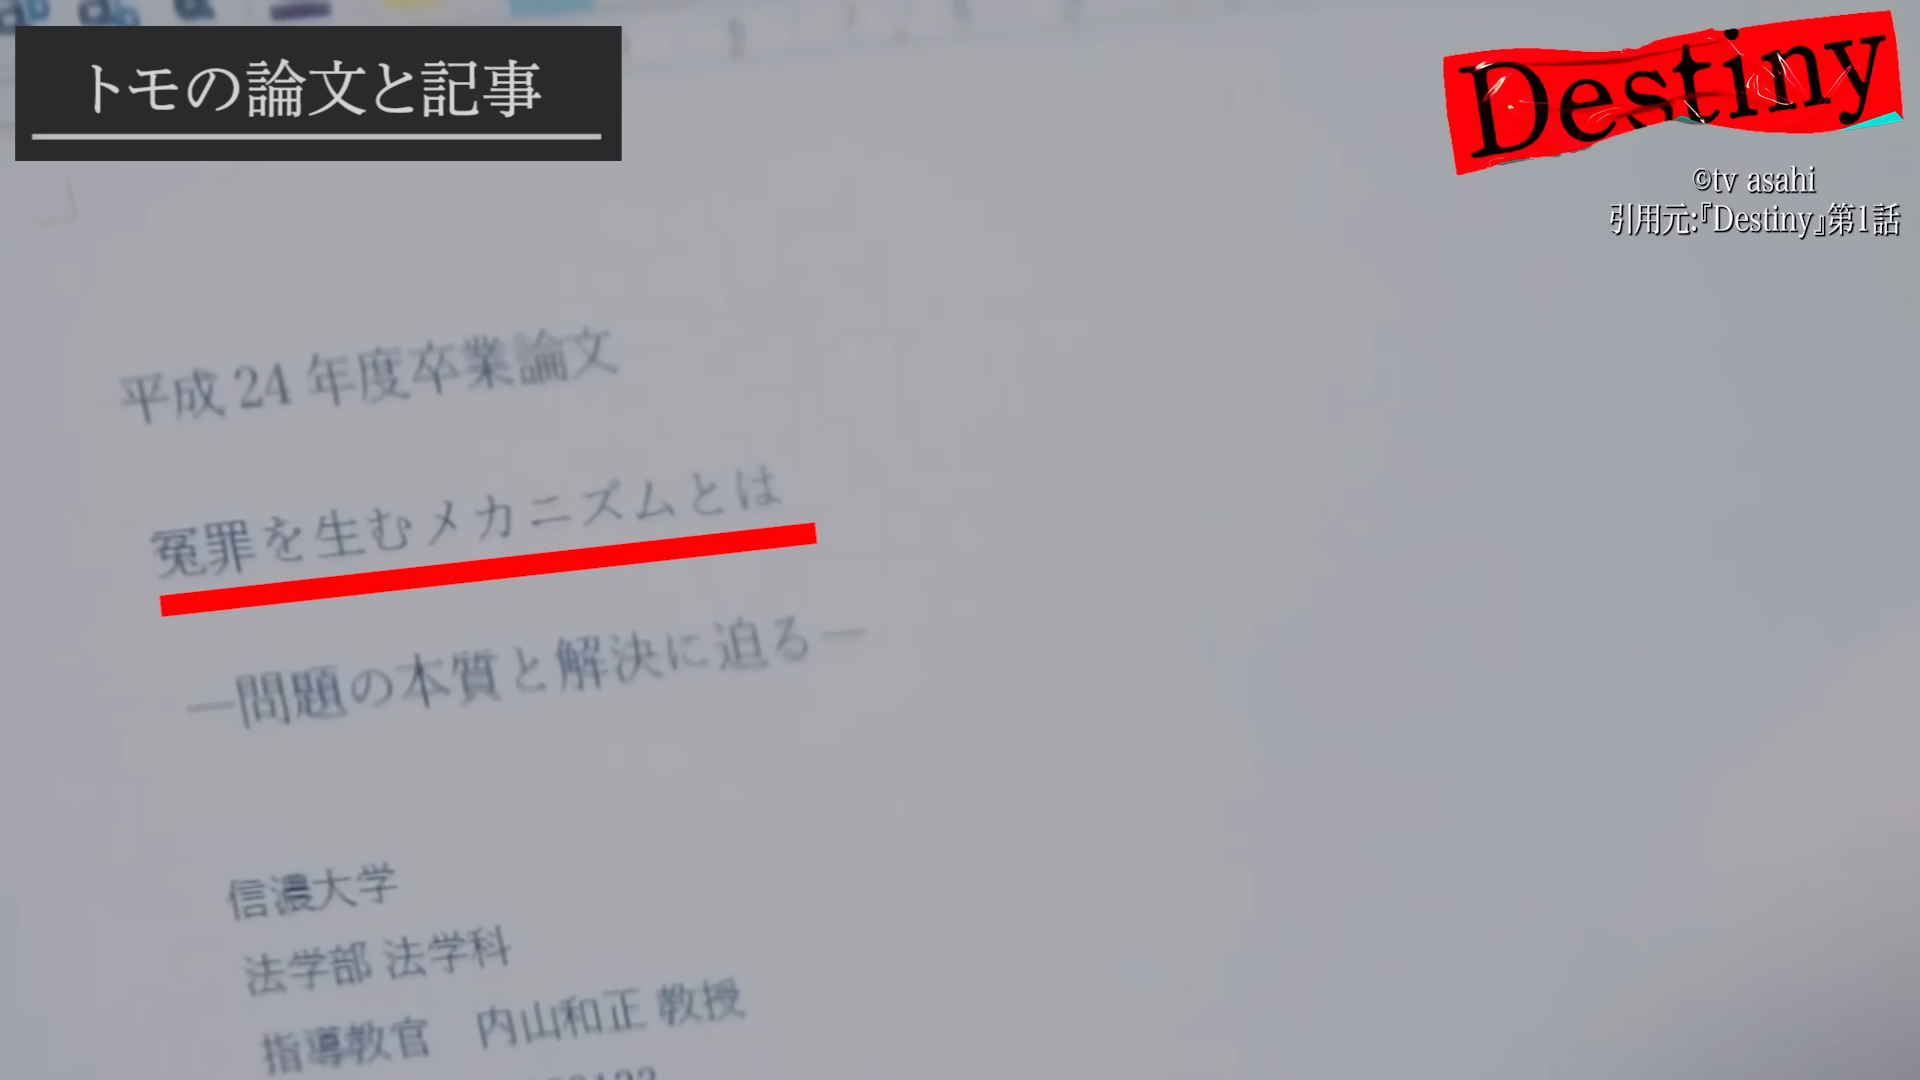 トモの論文と記事
Destiny
©tv asahi
引用元:『Destiny』第1話
平成24年度卒業論文
冤罪を生むメカニズムとは
―問題の本質と解決に迫る―
信濃大学
法学部 法学科
指導教官 内山和正 教授